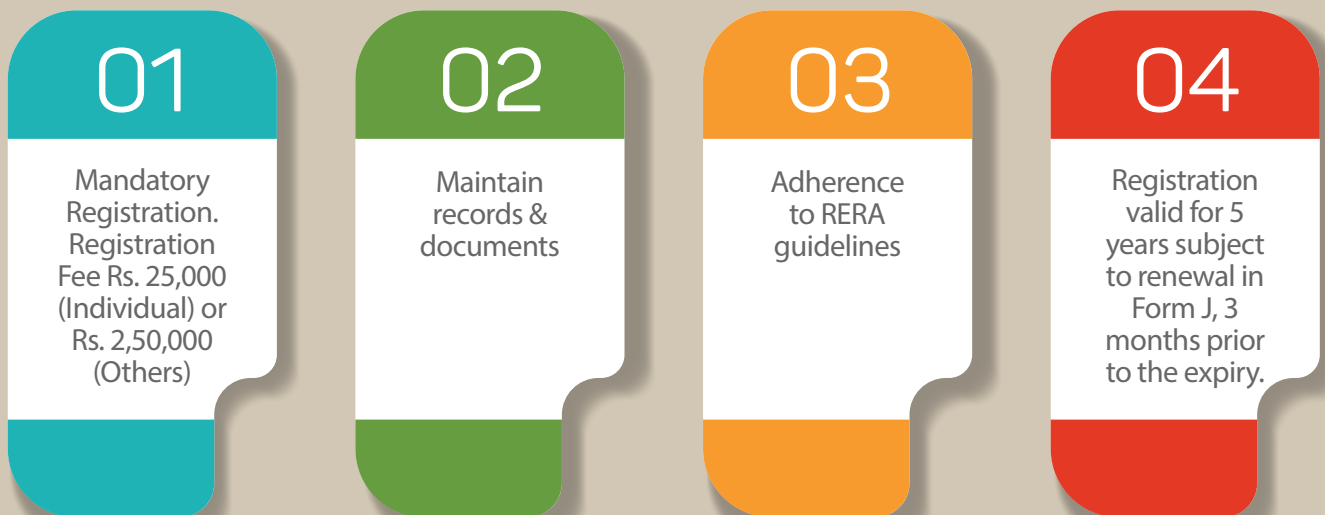 01
Mandatory
Registration.
Registration
Fee Rs. 25,000
(Individual) or
Rs. 2,50,000
(Others)
02
Maintain
records &
documents
03
Adherence
to RERA
guidelines
04
Registration
valid for 5
years subject
to renewal in
Form J, 3
months prior
to the expiry.